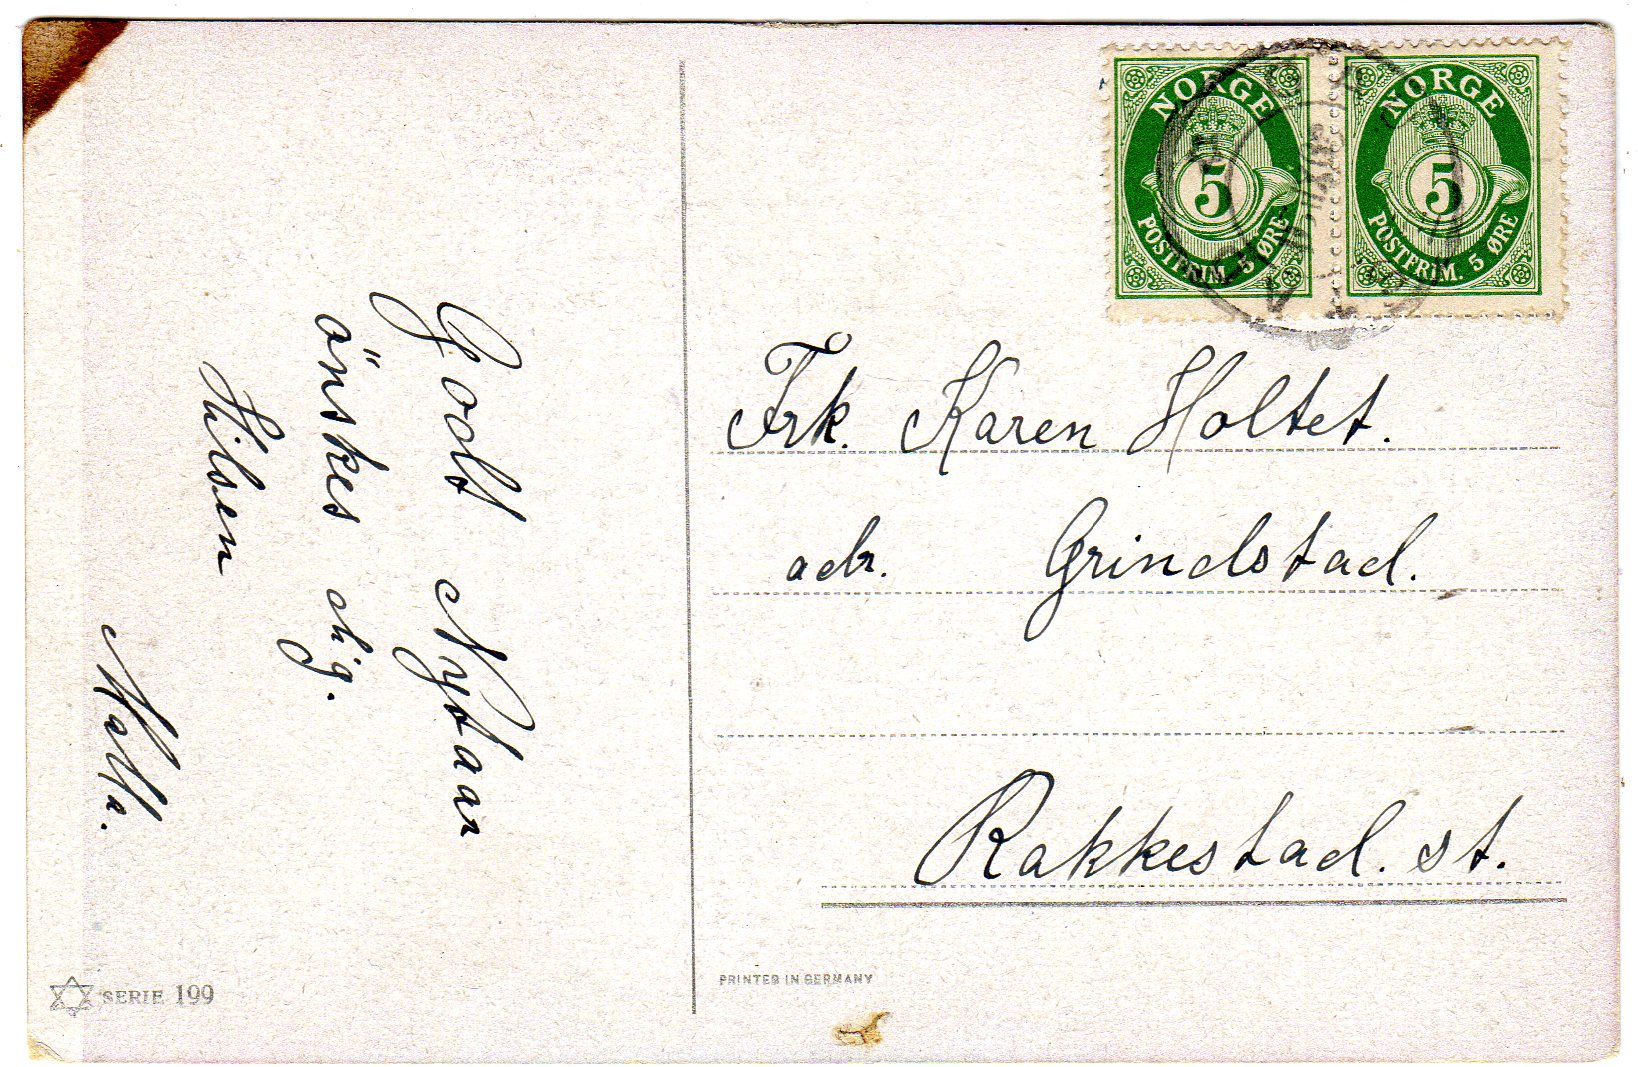 Godt Nytaar
önskes dig.
Hilsen
Malla.
NORGE
5
POSTFRIM. 5 ØRE
NORGE
5
POSTFRIM. 5 ØRE
Frk. Karen Holtet.
adr. Grindstad.
Rakkestad. st.
SERIE 199
PRINTED IN GERMANY